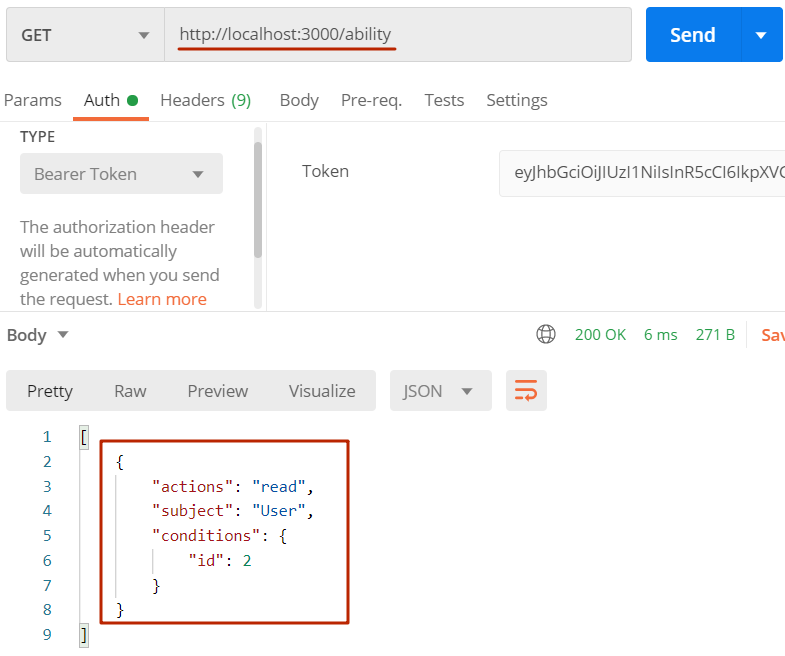 GET http://localhost:3000/ability Send
Params Auth Headers (9) Body Pre-req. Tests Settings
TYPE
Bearer Token
Token eyJhbGciOiJIUzI1NiIsInR5cCI6IkpXVC
The authorization header
will be automatically
generated when you send
the request. Learn more
Body 200 OK 6 ms 271 B Sav
Pretty Raw Preview Visualize JSON
1 [
2 {
3 "actions": "read",
4 "subject": "User",
5 "conditions": {
6 "id": 2
7 }
8 }
9 ]